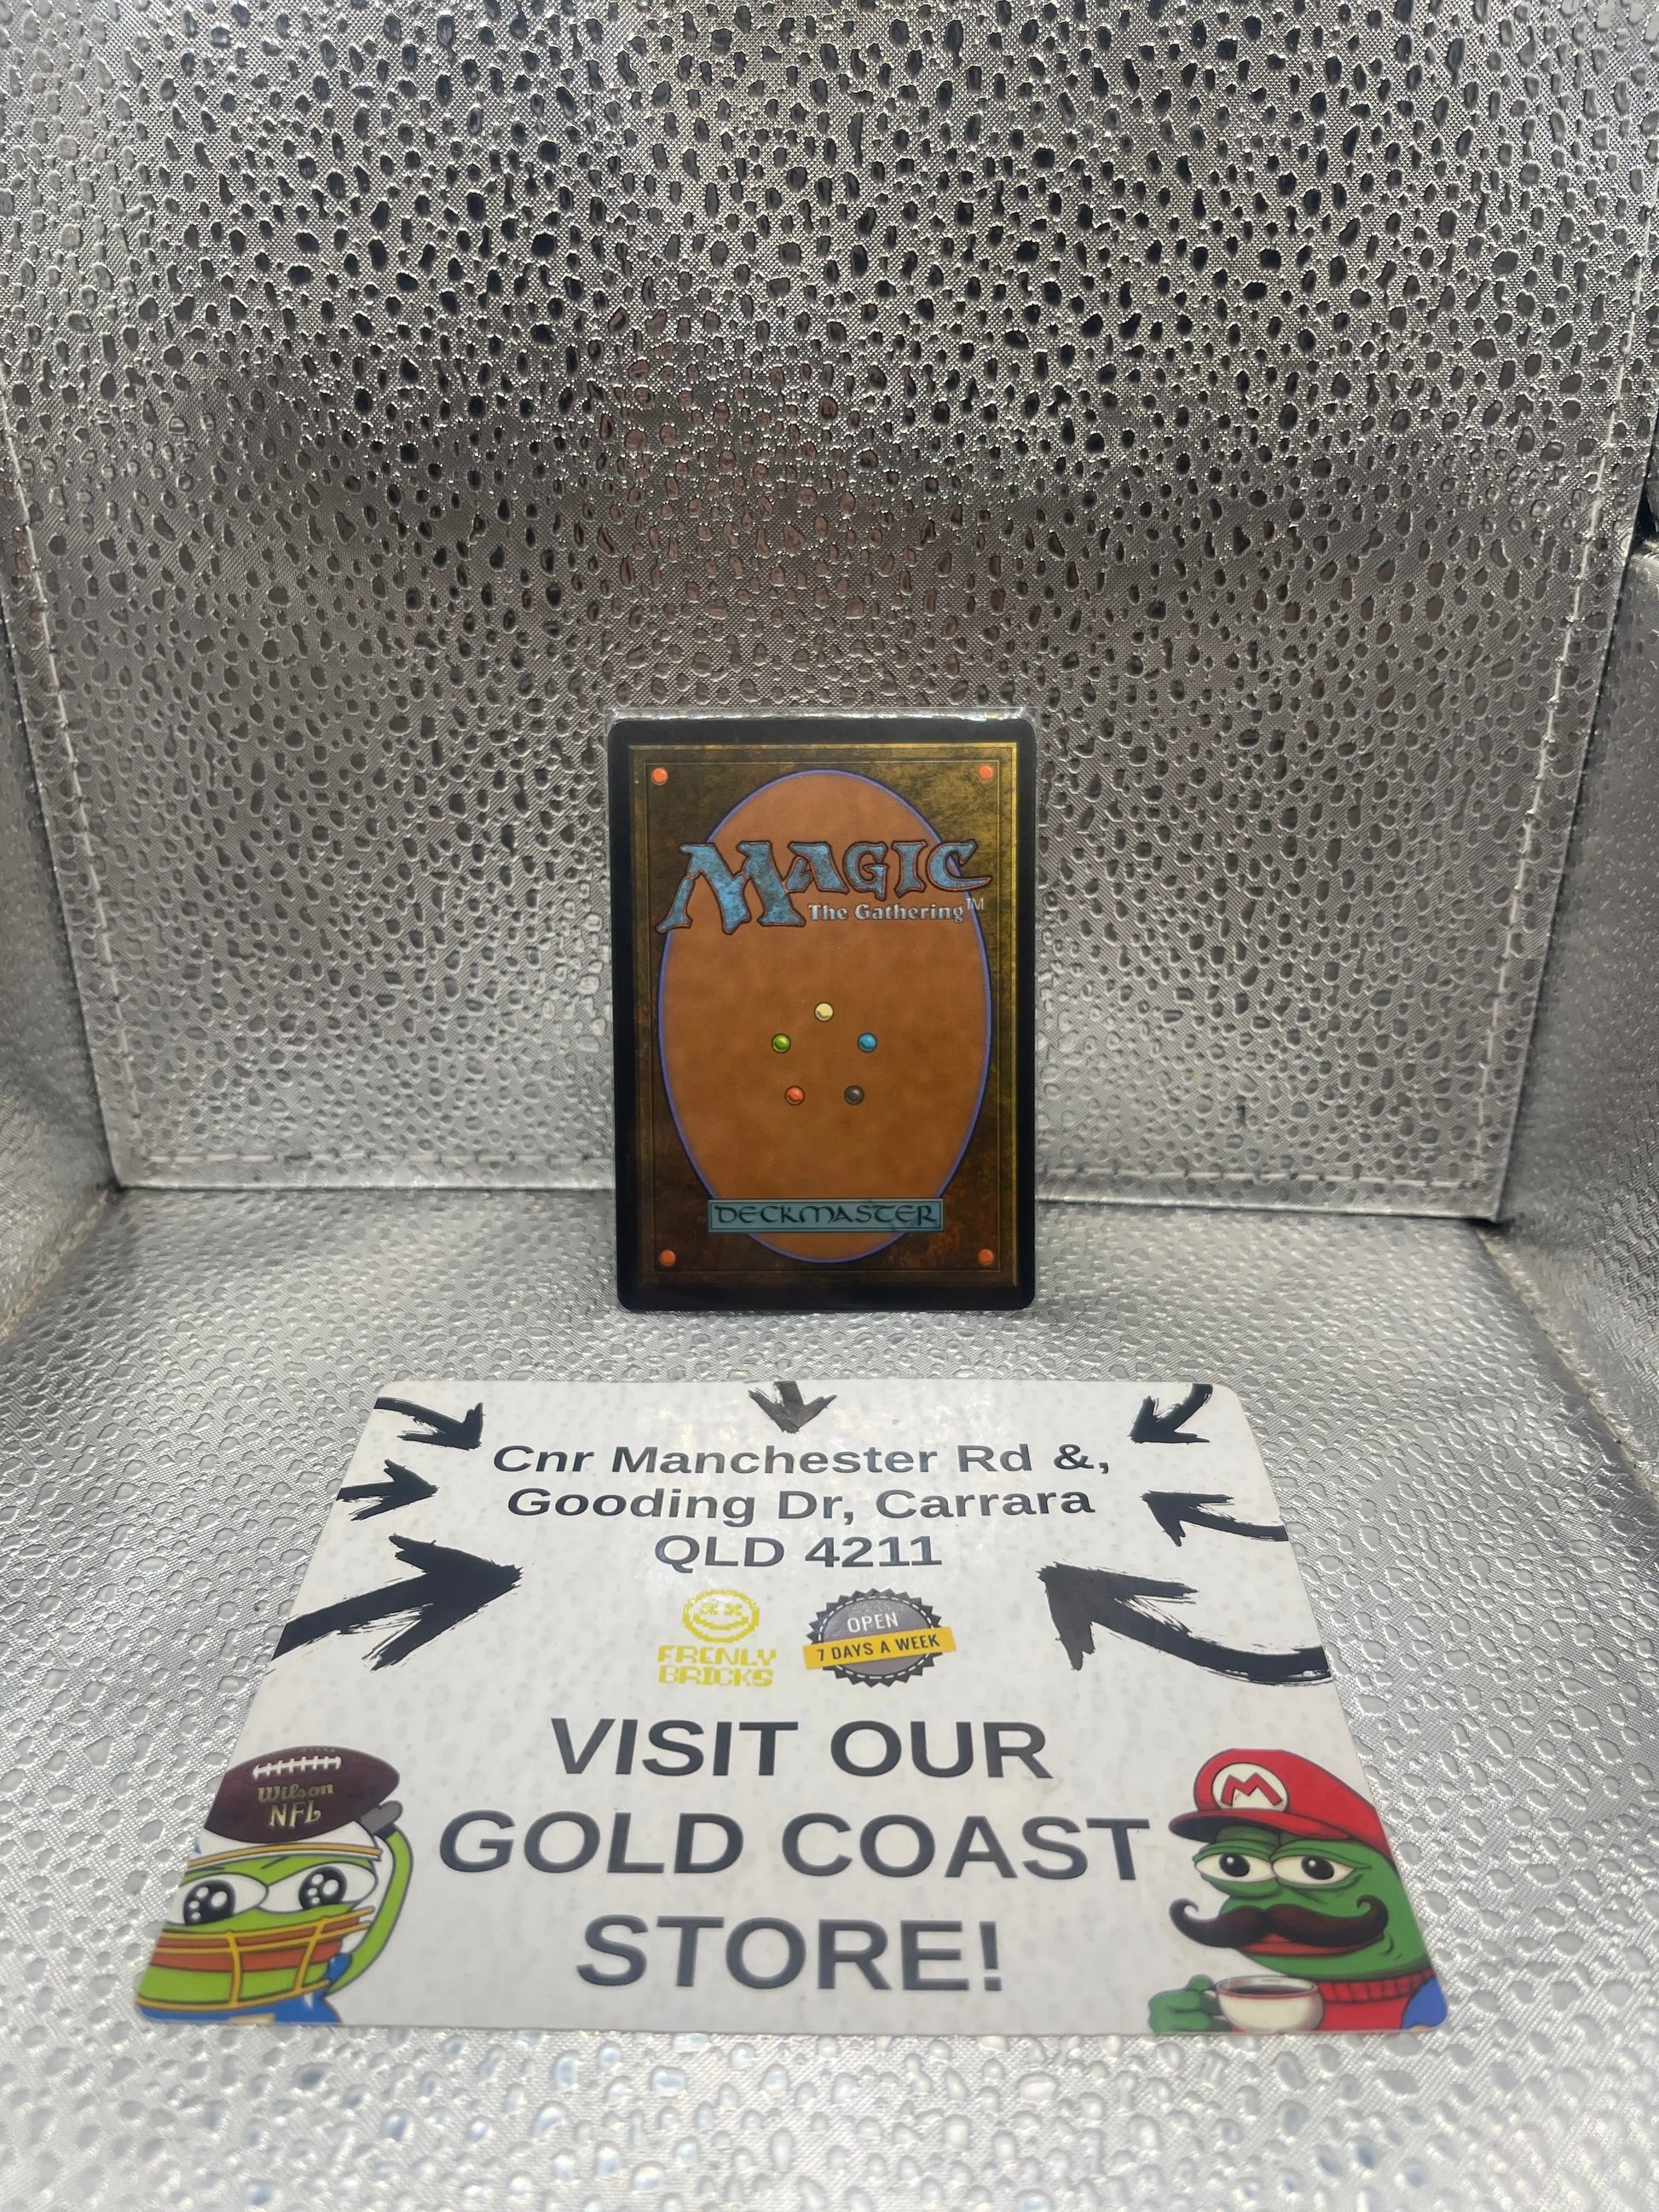 MAGIC
The Gathering™
DECKMASTER
Cnr Manchester Rd &,
Gooding Dr, Carrara
QLD 4211
FRENLY
BRICKS
OPEN
7 DAYS A WEEK
VISIT OUR
GOLD COAST
STORE!
Wilson
NFL
M